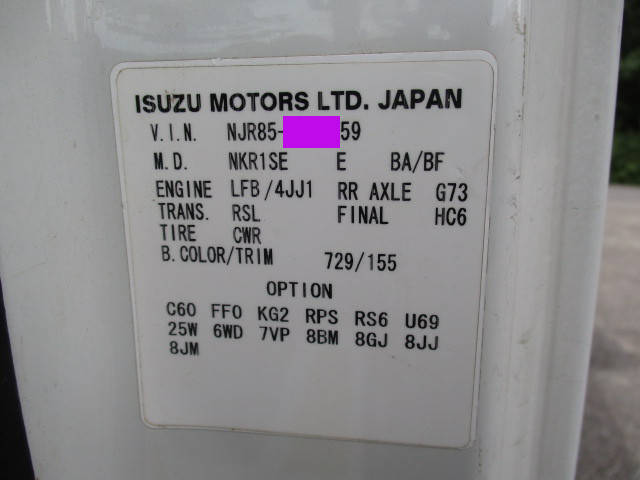 ISUZU MOTORS LTD. JAPAN
V.I.N. NJR85- 59
M.D. NKR1SE E BA/BF
ENGINE LFB/4JJ1 RR AXLE G73
TRANS. RSL FINAL HC6
TIRE CWR
B.COLOR/TRIM 729/155
OPTION
C60 FF0 KG2 RPS RS6 U69
25W 6WD 7VP 8BM 8GJ 8JJ
8JM